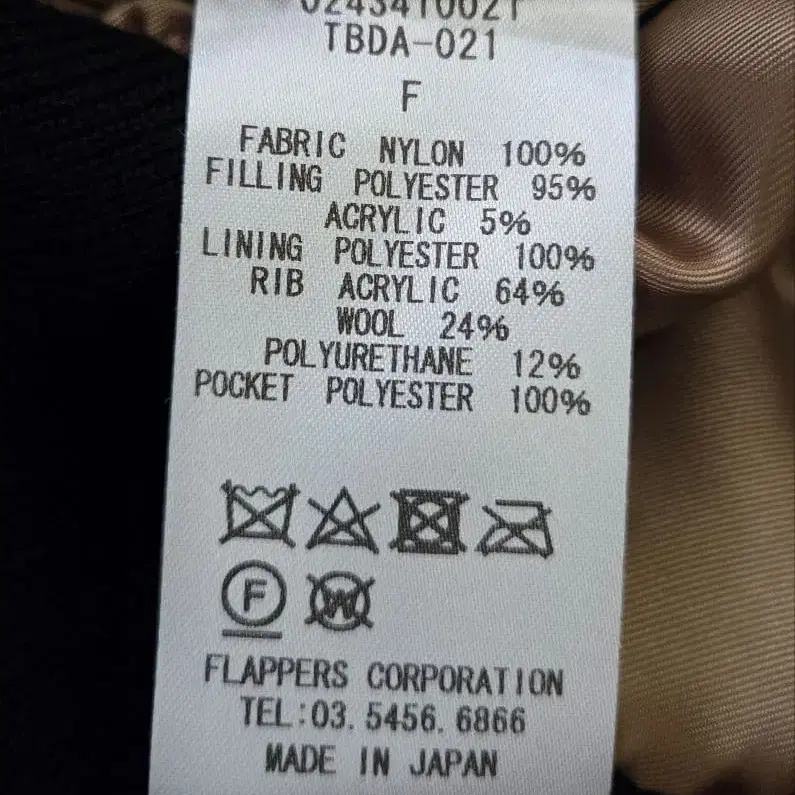 0243410021
TBDA-021
F
FABRIC NYLON 100%
FILLING POLYESTER 95%
ACRYLIC 5%
LINING POLYESTER 100%
RIB ACRYLIC 64%
WOOL 24%
POLYURETHANE 12%
POCKET POLYESTER 100%
F W
FLAPPERS CORPORATION
TEL:03.5456.6866
MADE IN JAPAN